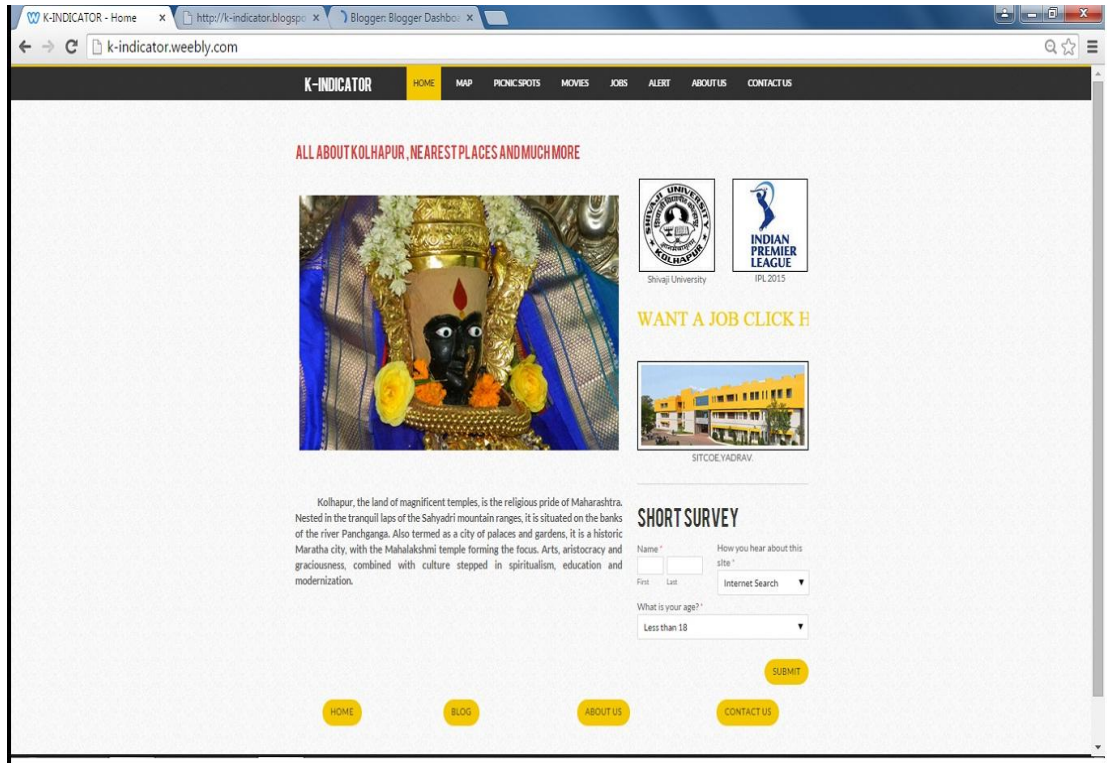 K-INDICATOR - Home
http://k-indicator.blogspo
Blogger: Blogger Dashbo
k-indicator.weebly.com
K-INDICATOR HOME MAP PICNIC SPOTS MOVIES JOBS ALERT ABOUT US CONTACT US
ALL ABOUT KOLHAPUR , NEAREST PLACES AND MUCH MORE
SHIVAJI UNIVERSITY
KOLHAPUR
Shivaji University
INDIAN
PREMIER
LEAGUE
IPL 2015
WANT A JOB CLICK H
SITCOE,YADRAV.
Kolhapur, the land of magnificent temples, is the religious pride of Maharashtra.
Nested in the tranquil laps of the Sahyadri mountain ranges, it is situated on the banks
of the river Panchganga. Also termed as a city of palaces and gardens, it is a historic
Maratha city, with the Mahalakshmi temple forming the focus. Arts, aristocracy and
graciousness, combined with culture stepped in spiritualism, education and
modernization.
SHORT SURVEY
Name *
First Last
How you hear about this
site *
Internet Search
What is your age? *
Less than 18
SUBMIT
HOME BLOG ABOUT US CONTACT US